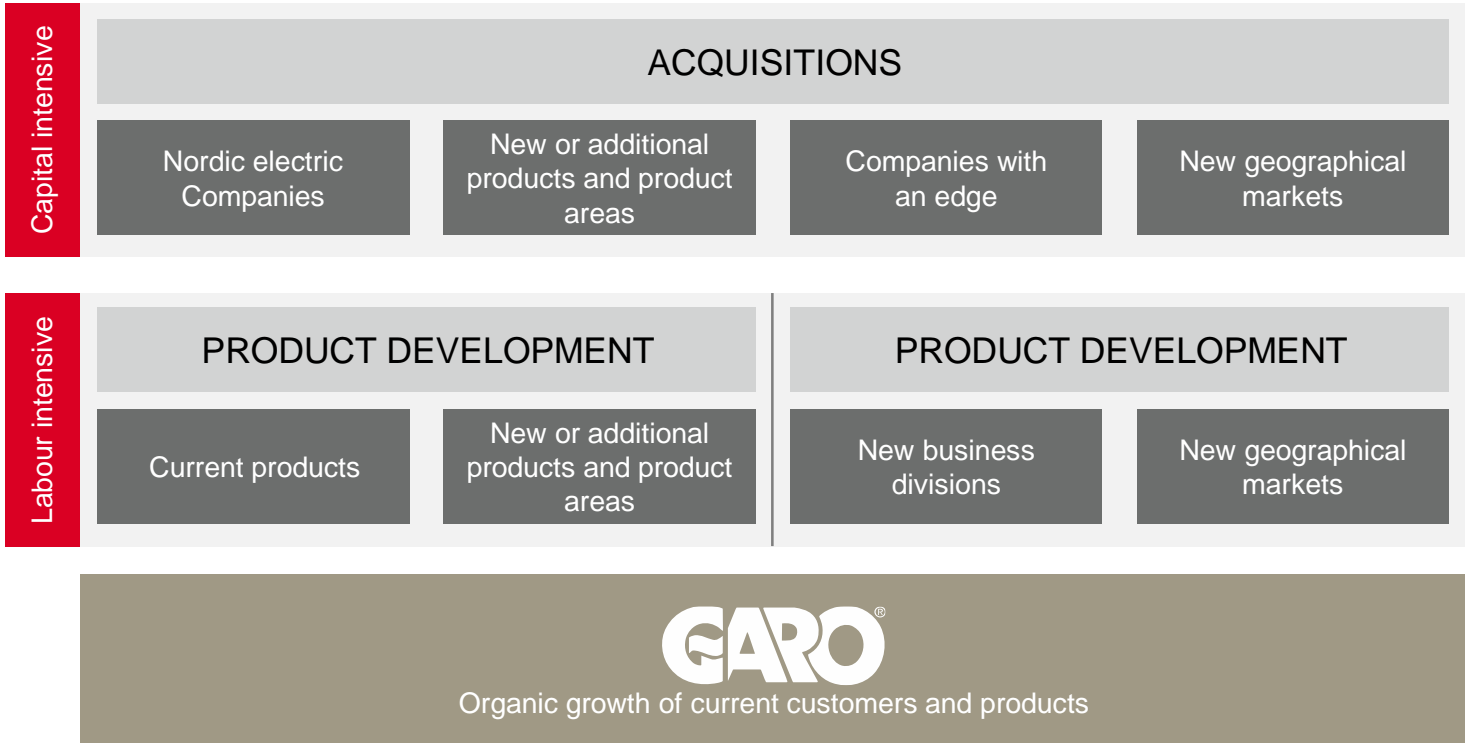 Capital intensive
ACQUISITIONS
Nordic electric
Companies
New or additional
products and product
areas
Companies with
an edge
New geographical
markets
Labour intensive
PRODUCT DEVELOPMENT
Current products
New or additional
products and product
areas
PRODUCT DEVELOPMENT
New business
divisions
New geographical
markets
GARO®
Organic growth of current customers and products